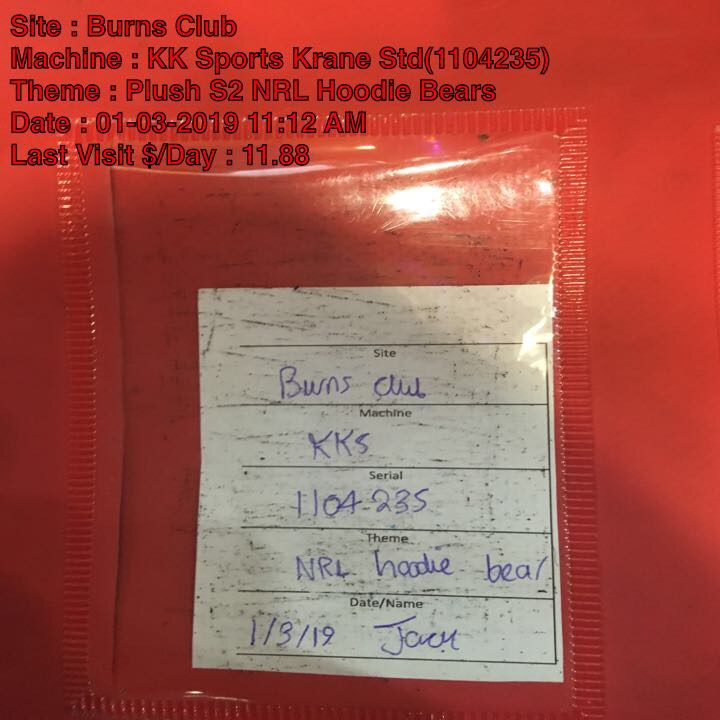 Site : Burns Club
Machine : KK Sports Krane Std(1104235)
Theme : Plush S2 NRL Hoodie Bears
Date : 01-03-2019 11:12 AM
Last Visit $/Day : 11.88
Site
Burns club
Machine
KKS
Serial
1104-235
Theme
NRL hoodie bear
Date/Name
1/3/19 Jack